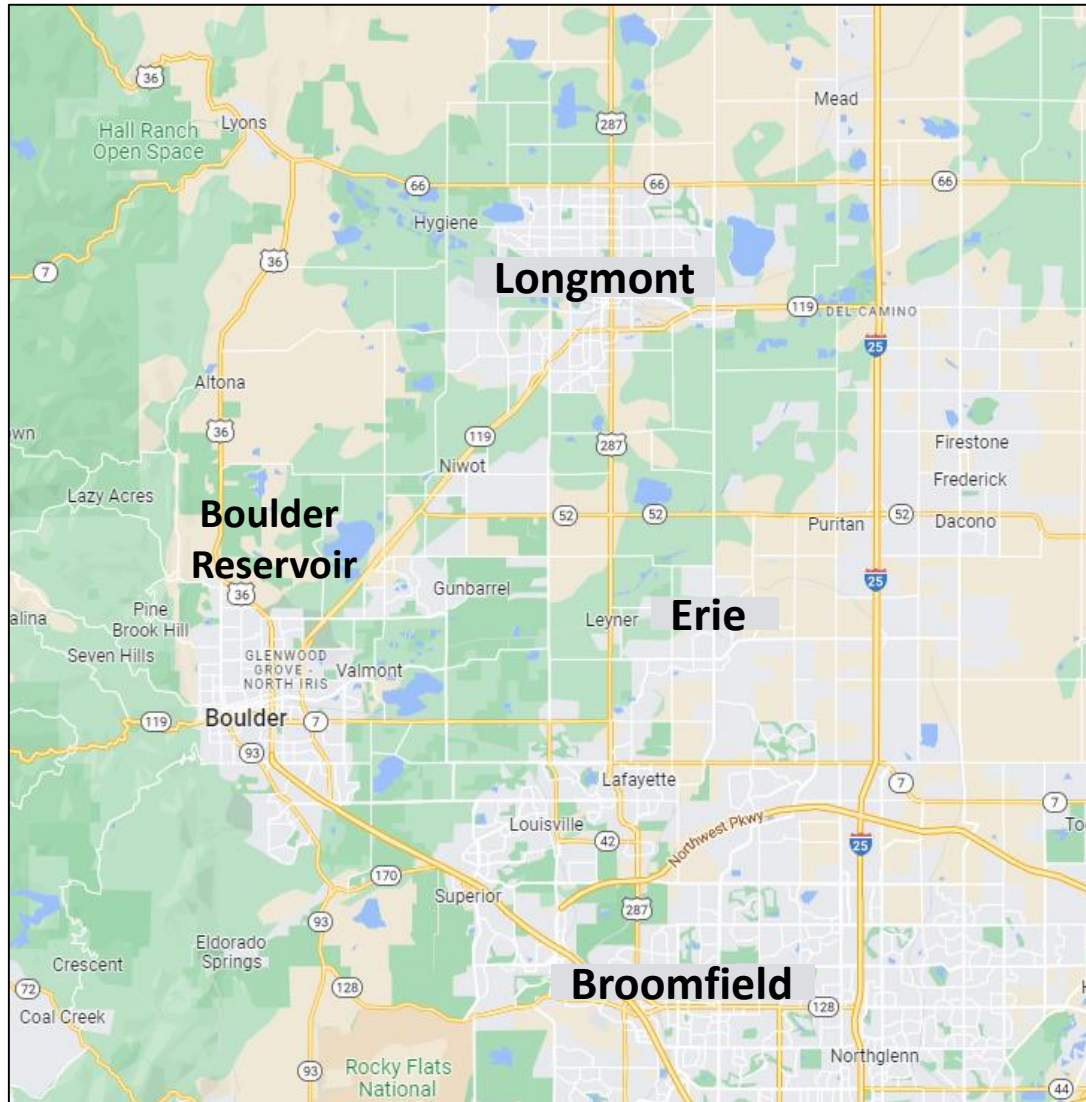 36
Lyons
Mead
Hall Ranch
Open Space
287
66
66
66
Hygiene
7
36
Longmont
119
DEL CAMINO
25
Altona
36
119
287
Firestone
Niwot
Frederick
Lazy Acres
Boulder
Reservoir
52
52
Puritan
52
Dacono
36
Gunbarrel
25
Pine
Brook Hill
Leyner
Erie
Seven Hills
GLENWOOD
GROVE -
NORTH IRIS
Valmont
119
Boulder
7
93
Lafayette
7
7
Louisville
42
Northwest Pkwy
25
170
Superior
287
93
Eldorado
Springs
Crescent
72
128
Broomfield
128
Coal Creek
Northglenn
93
Rocky Flats
National
44